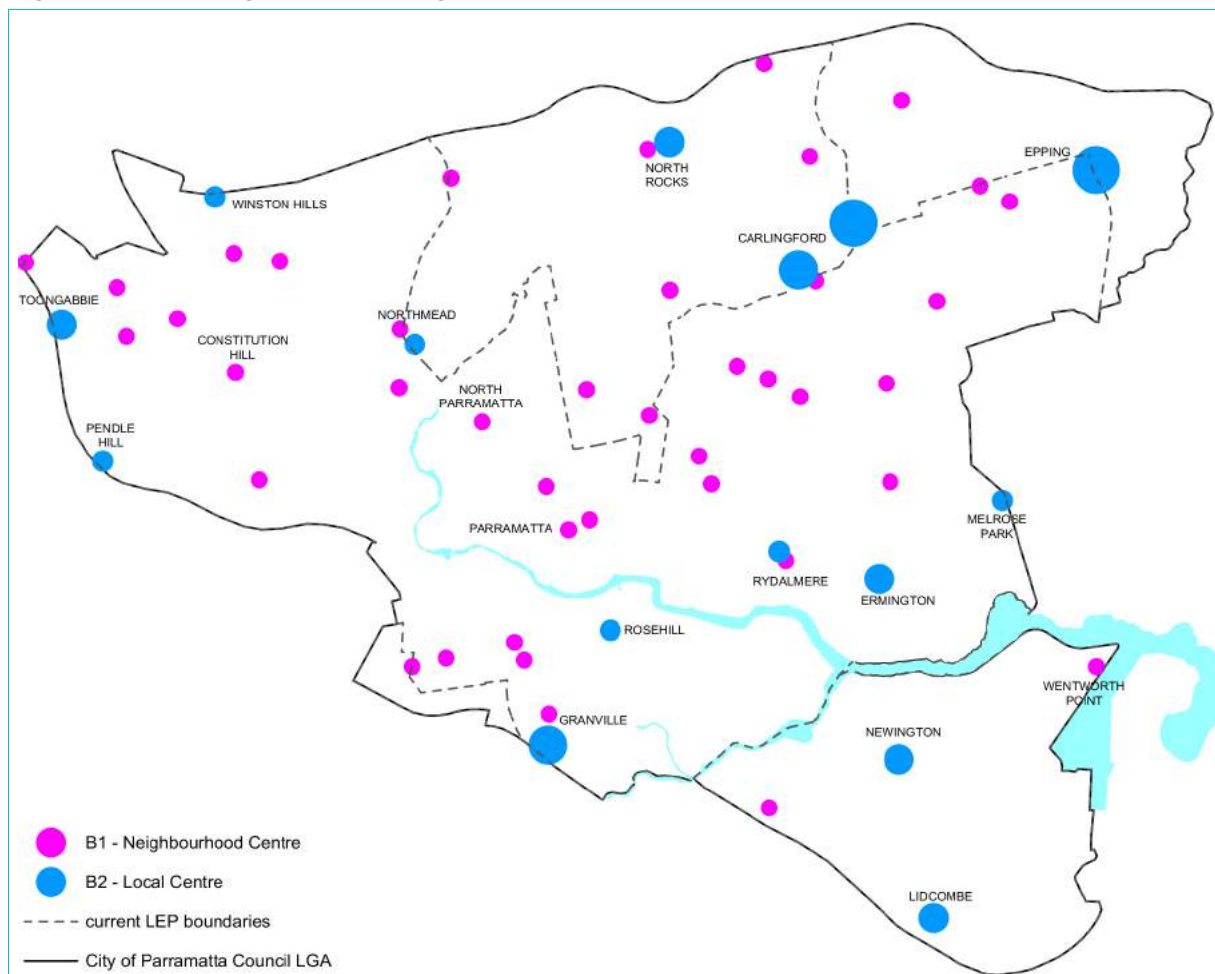 EPPING
NORTH
ROCKS
WINSTON HILLS
CARLINGFORD
TOONGABBIE
NORTHMEAD
CONSTITUTION
HILL
NORTH
PARRAMATTA
PENDLE
HILL
MELROSE
PARK
PARRAMATTA
RYDALMERE
ERMINGTON
ROSEHILL
WENTWORTH
POINT
GRANVILLE
NEWINGTON
B1 - Neighbourhood Centre
B2 - Local Centre
LIDCOMBE
current LEP boundaries
City of Parramatta Council LGA